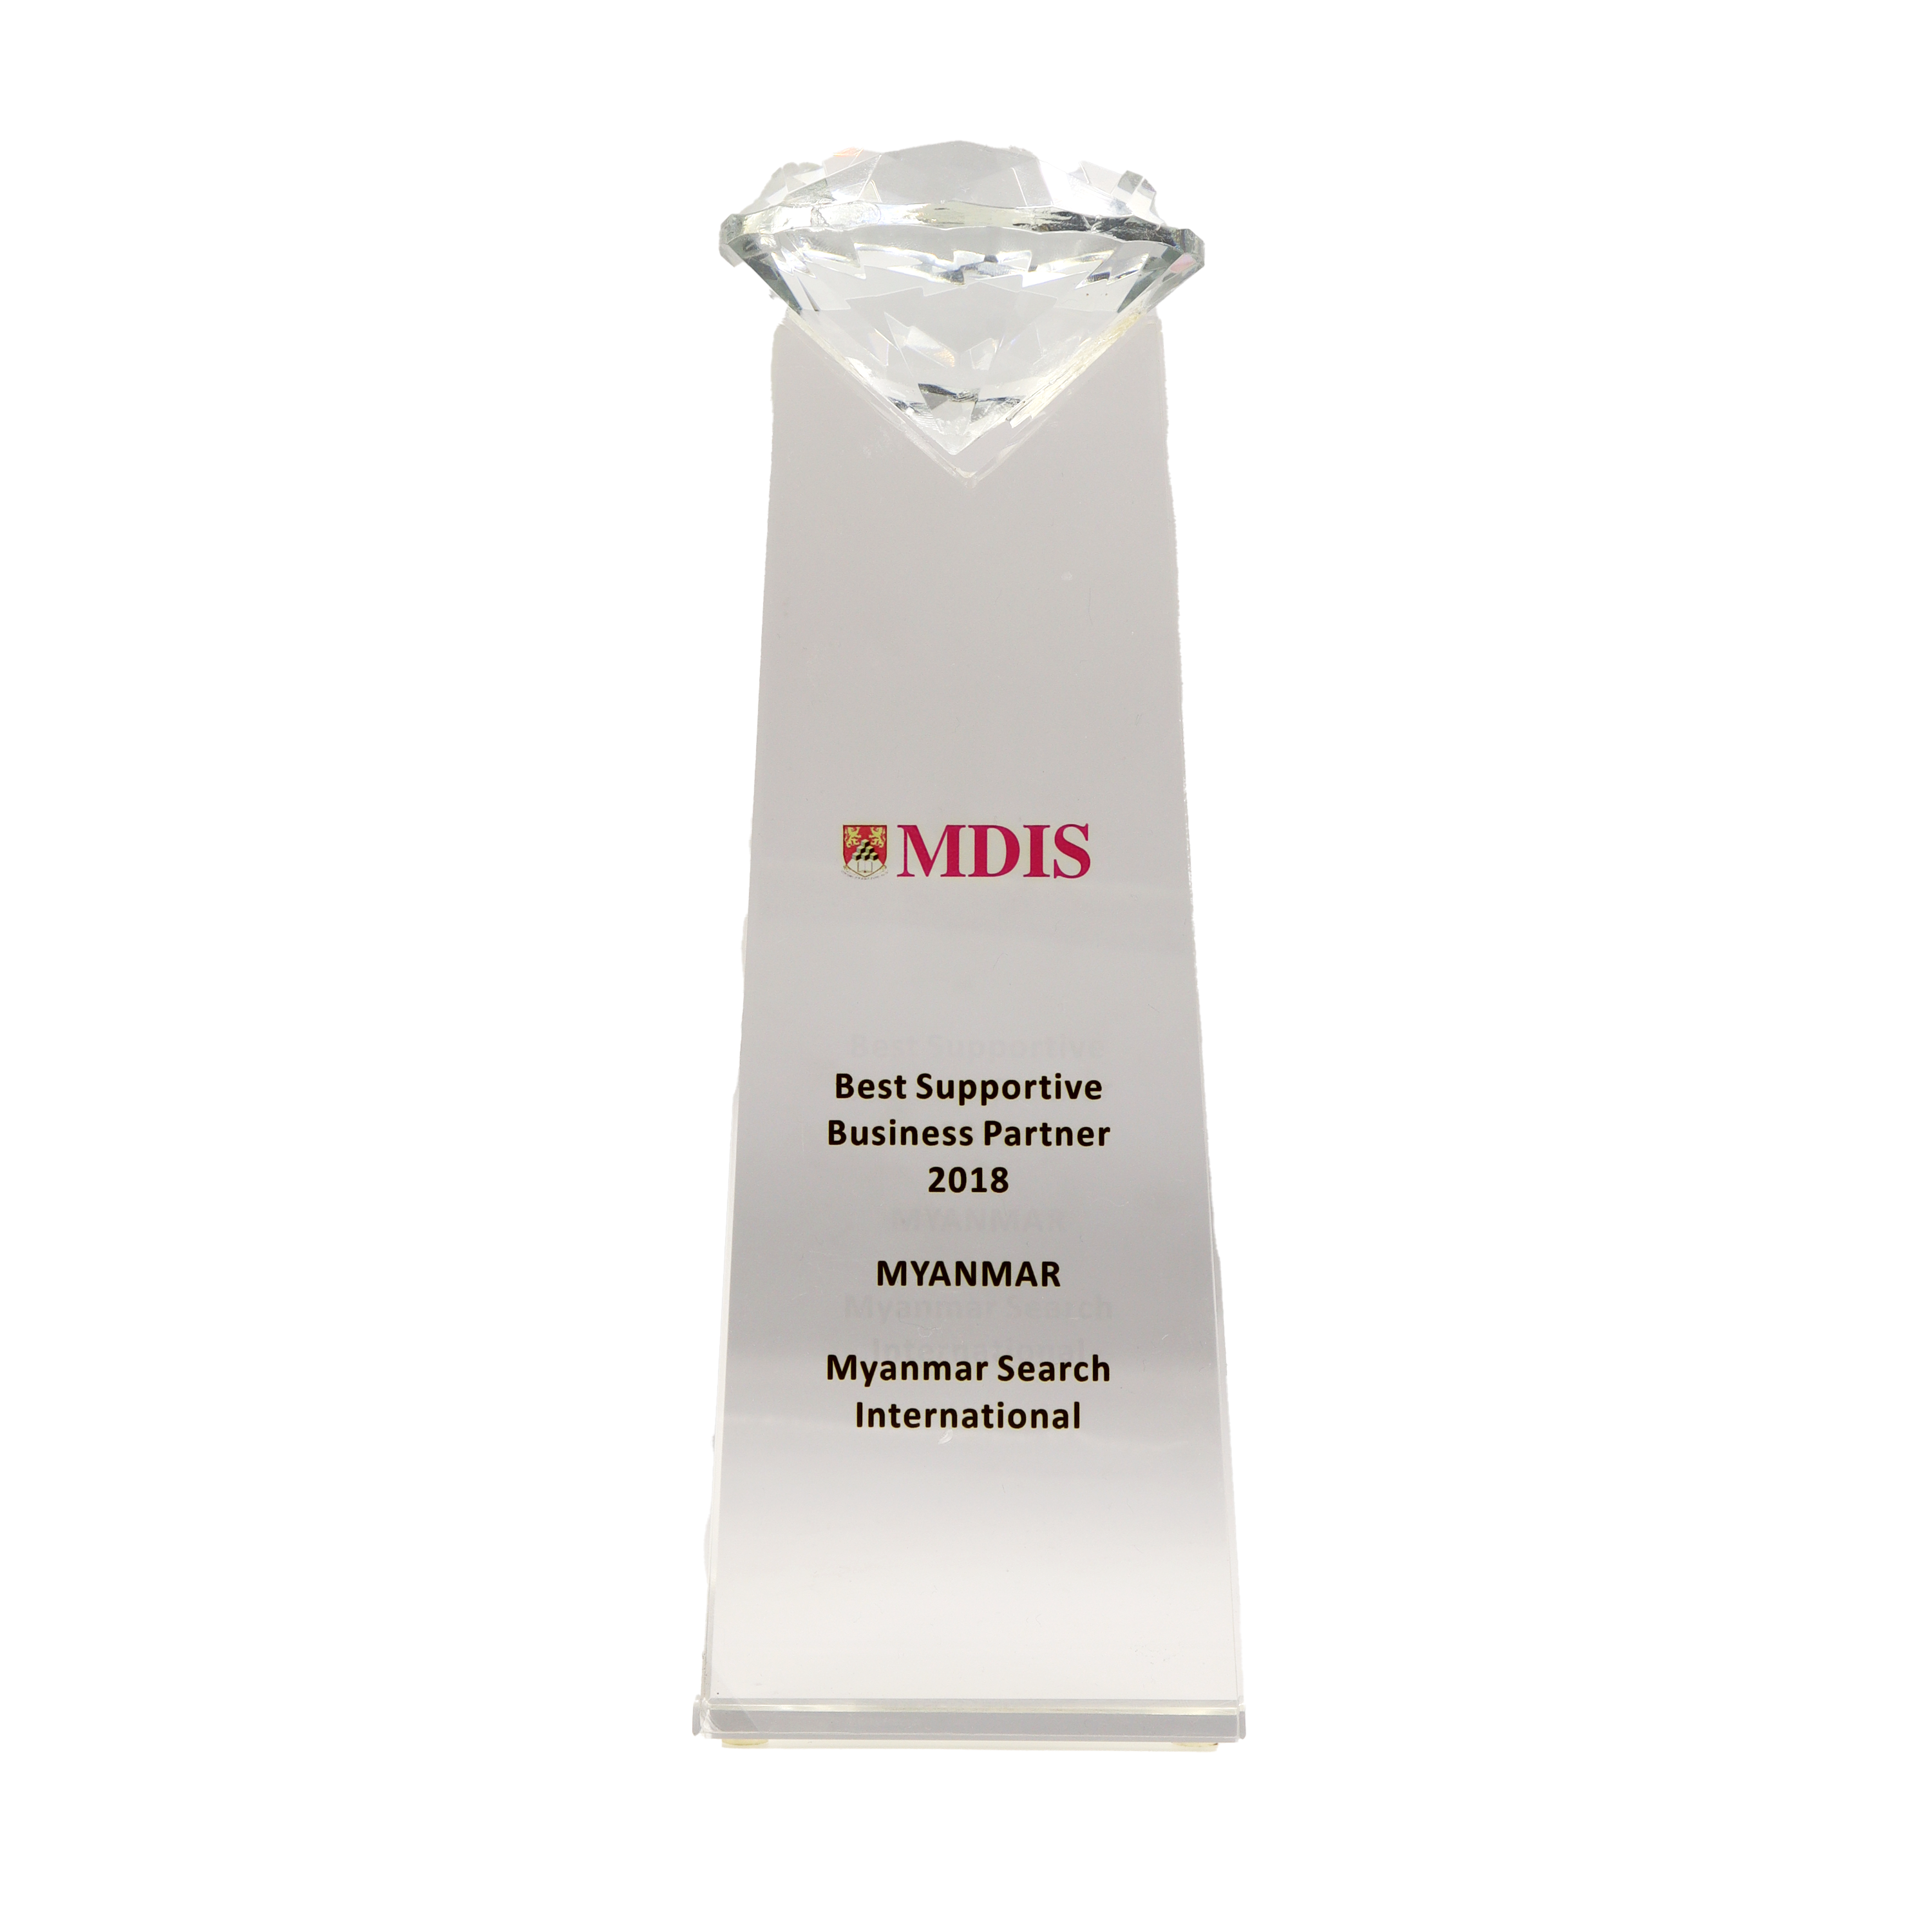 MDIS
Best Supportive
Business Partner
2018
MYANMAR
Myanmar Search
International